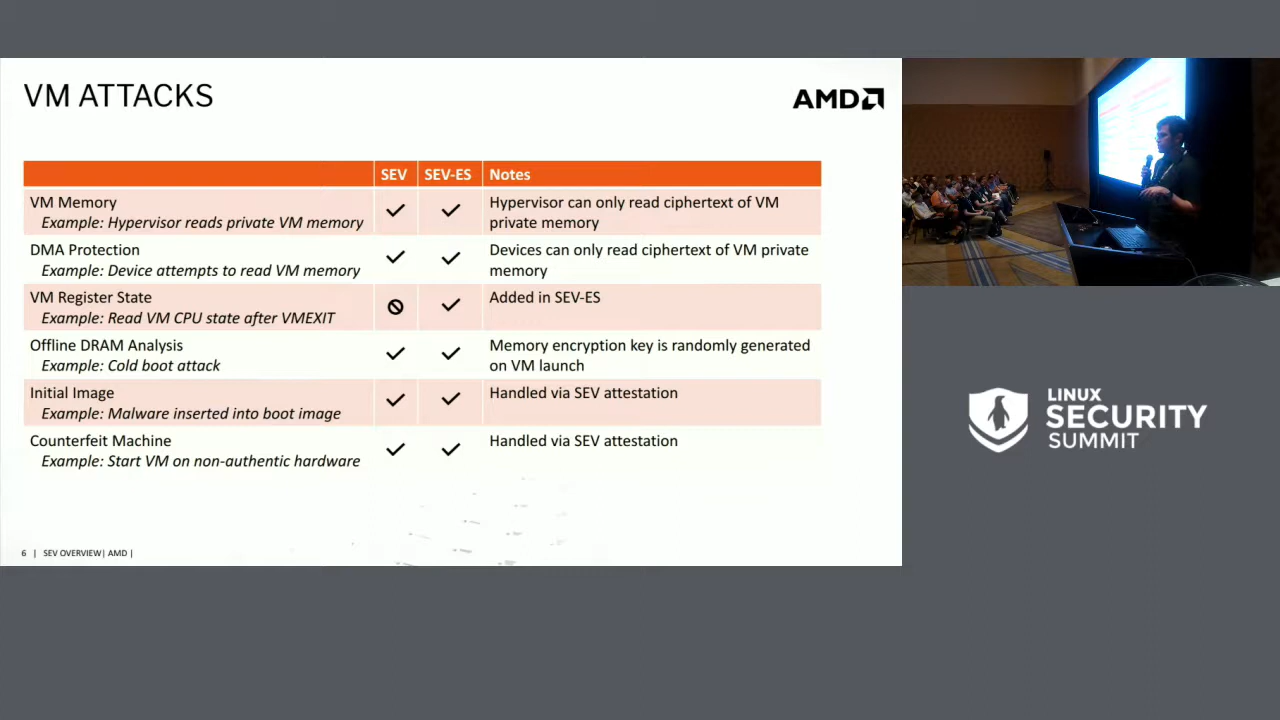 VM ATTACKS
AMD
SEV
SEV-ES
Notes
VM Memory
Example: Hypervisor reads private VM memory
Hypervisor can only read ciphertext of VM
private memory
DMA Protection
Example: Device attempts to read VM memory
Devices can only read ciphertext of VM private
memory
VM Register State
Example: Read VM CPU state after VMEXIT
Added in SEV-ES
Offline DRAM Analysis
Example: Cold boot attack
Memory encryption key is randomly generated
on VM launch
Initial Image
Example: Malware inserted into boot image
Handled via SEV attestation
Counterfeit Machine
Example: Start VM on non-authentic hardware
Handled via SEV attestation
6 | SEV OVERVIEW| AMD |
LINUX
SECURITY
SUMMIT